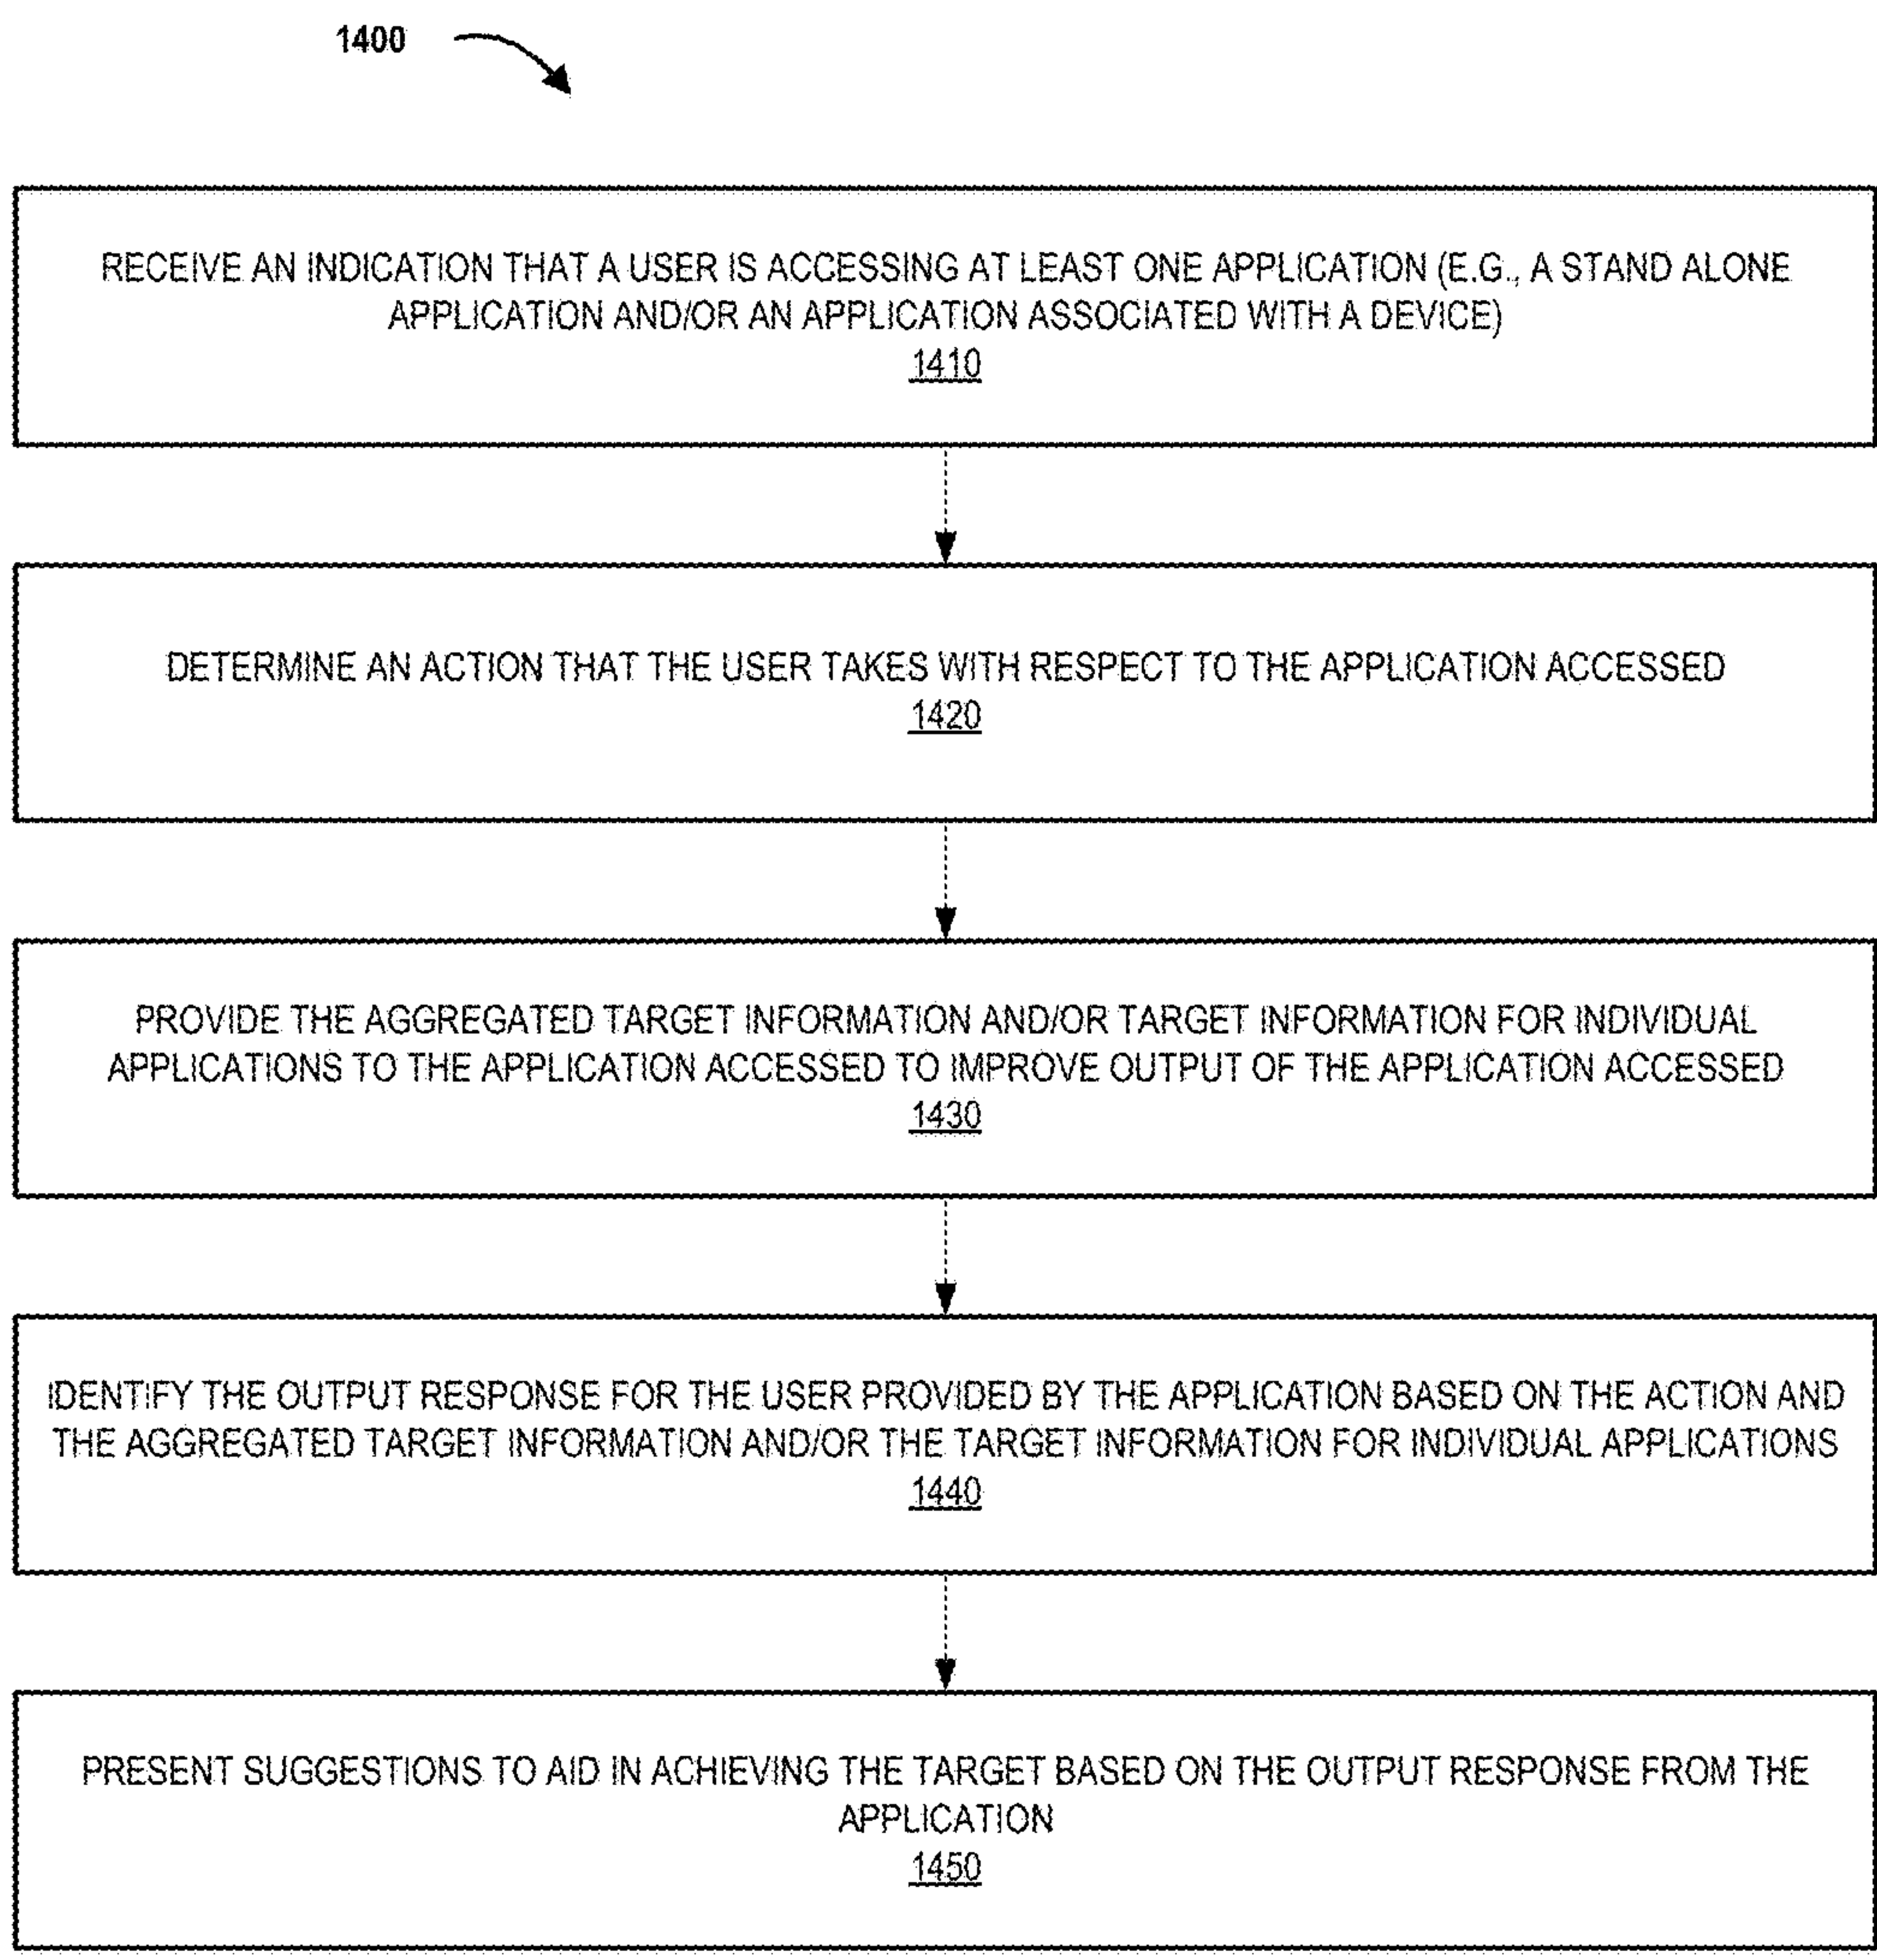 1400
RECEIVE AN INDICATION THAT A USER IS ACCESSING AT LEAST ONE APPLICATION (E.G., A STAND ALONE
APPLICATION AND/OR AN APPLICATION ASSOCIATED WITH A DEVICE)
1410
DETERMINE AN ACTION THAT THE USER TAKES WITH RESPECT TO THE APPLICATION ACCESSED
1420
PROVIDE THE AGGREGATED TARGET INFORMATION AND/OR TARGET INFORMATION FOR INDIVIDUAL
APPLICATIONS TO THE APPLICATION ACCESSED TO IMPROVE OUTPUT OF THE APPLICATION ACCESSED
1430
IDENTIFY THE OUTPUT RESPONSE FOR THE USER PROVIDED BY THE APPLICATION BASED ON THE ACTION AND
THE AGGREGATED TARGET INFORMATION AND/OR THE TARGET INFORMATION FOR INDIVIDUAL APPLICATIONS
1440
PRESENT SUGGESTIONS TO AID IN ACHIEVING THE TARGET BASED ON THE OUTPUT RESPONSE FROM THE
APPLICATION
1450